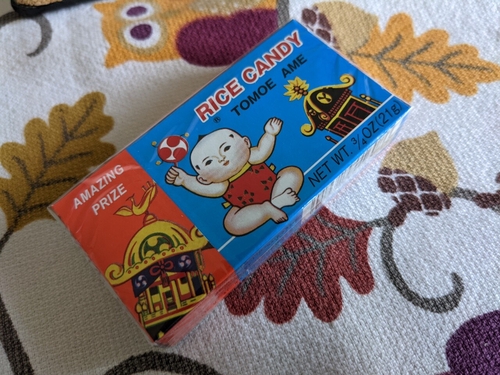 RICE CANDY
® TOMOE AME
AMAZING
PRIZE
NET WT. 3/4 OZ (21g)